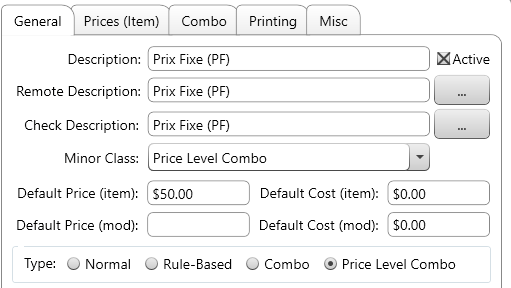 General Prices (Item) Combo Printing Misc
Description: Prix Fixe (PF) Active
Remote Description: Prix Fixe (PF) ...
Check Description: Prix Fixe (PF) ...
Minor Class: Price Level Combo
Default Price (item): $50.00 Default Cost (item): $0.00
Default Price (mod): Default Cost (mod): $0.00
Type: Normal Rule-Based Combo Price Level Combo